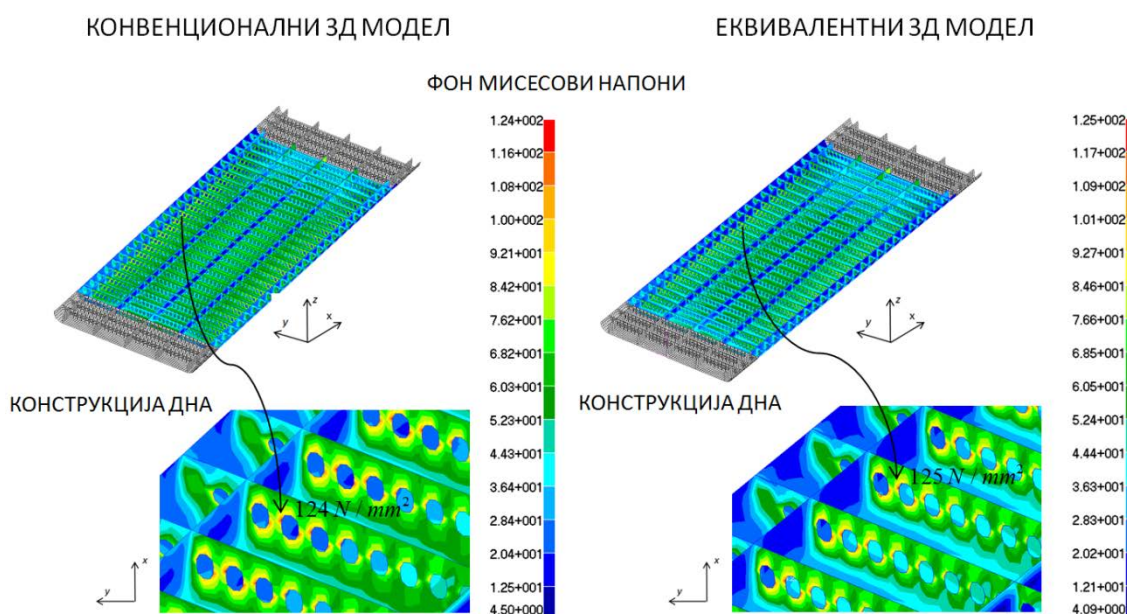 КОНВЕНЦИОНАЛНИ 3Д МОДЕЛ
ЕКВИВАЛЕНТНИ 3Д МОДЕЛ
ФОН МИСЕСОВИ НАПОНИ
1.24+002
1.16+002
1.08+002
1.00+002
9.21+001
8.42+001
7.62+001
6.82+001
6.03+001
5.23+001
4.43+001
3.64+001
2.84+001
2.04+001
1.25+001
4.50+000
z
y
x
КОНСТРУКЦИЈА ДНА
124 N / mm²
x
y
1.25+002
1.17+002
1.09+002
1.01+002
9.27+001
8.46+001
7.66+001
6.85+001
6.05+001
5.24+001
4.44+001
3.63+001
2.83+001
2.02+001
1.21+001
4.09+000
z
y
x
КОНСТРУКЦИЈА ДНА
125 N / mm²
x
y